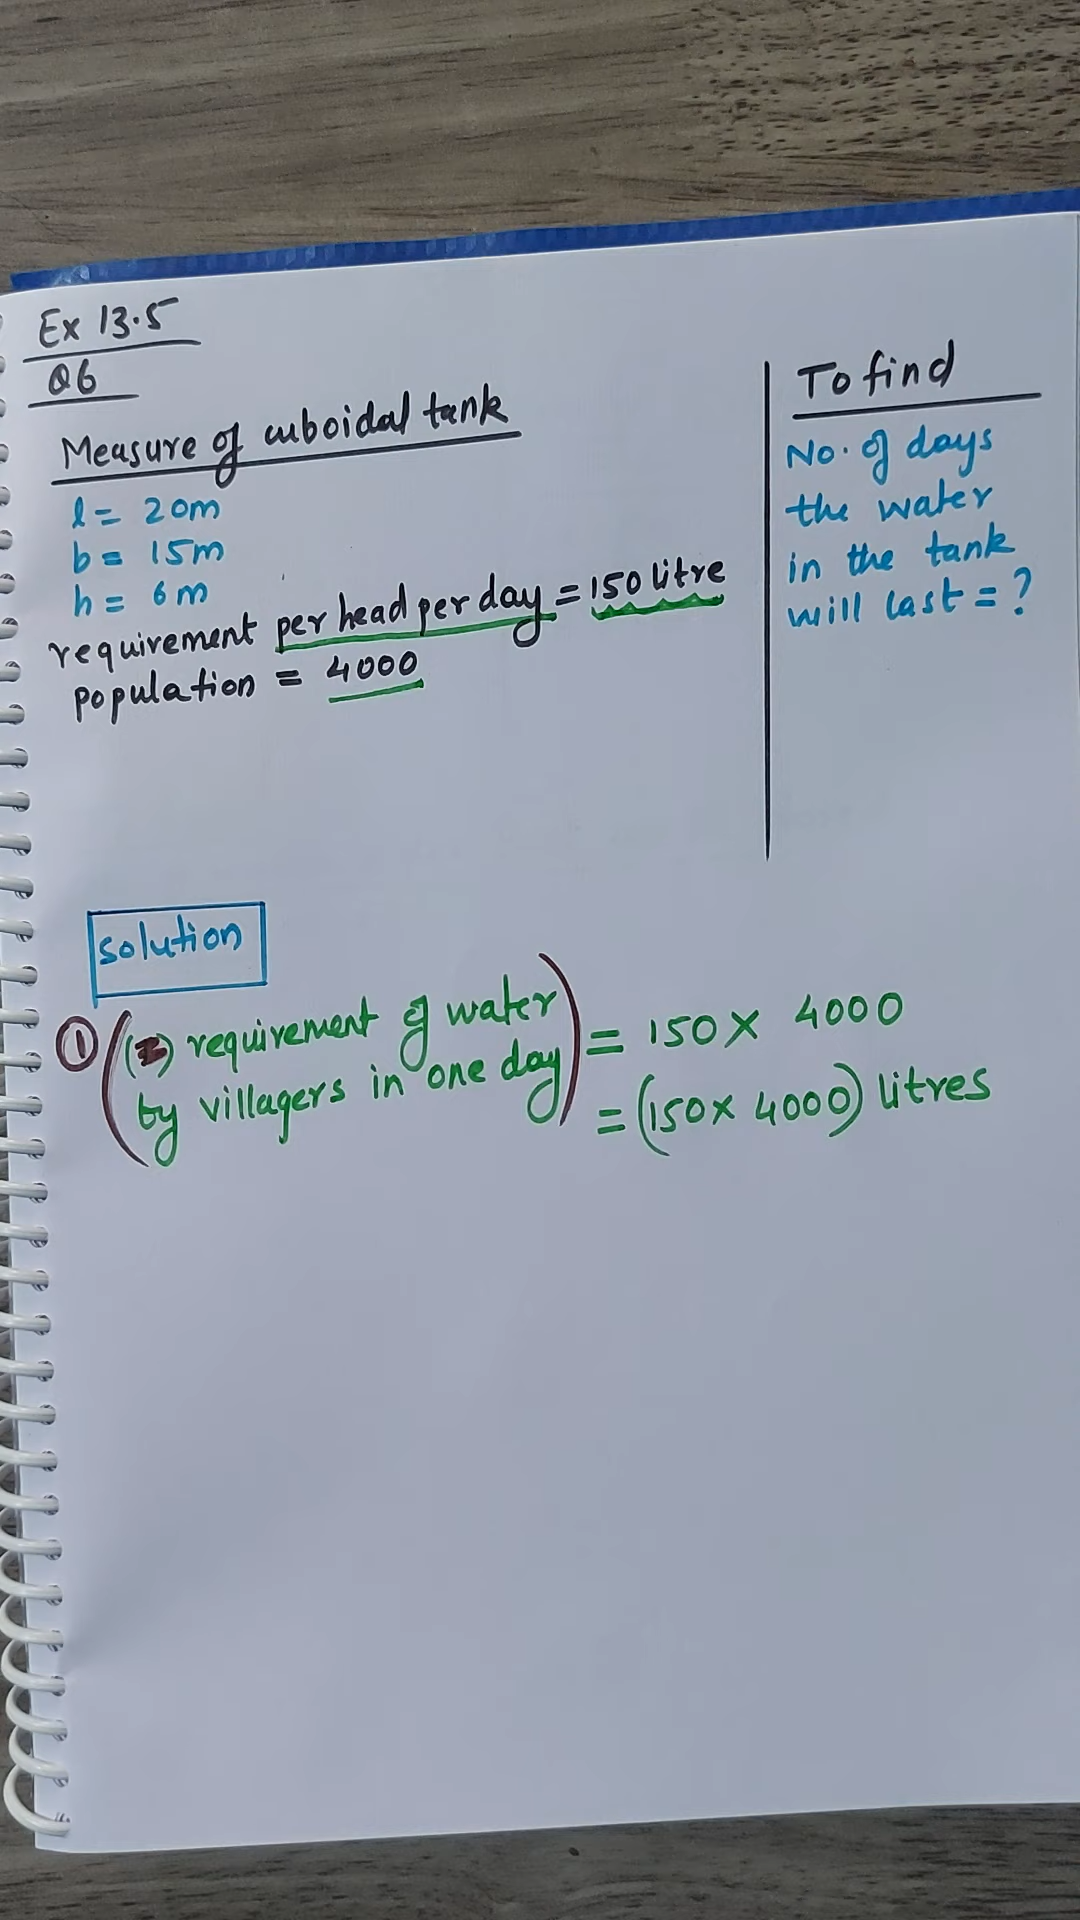 Ex 13.5
Q6
Measure of cuboidal tank
l = 20m
b = 15m
h = 6m
requirement per head per day = 150 litre
population = 4000
To find
No. of days
the water
in the tank
will last = ?
solution
① requirement of water = 150 × 4000
by villagers in one day = (150 × 4000) litres